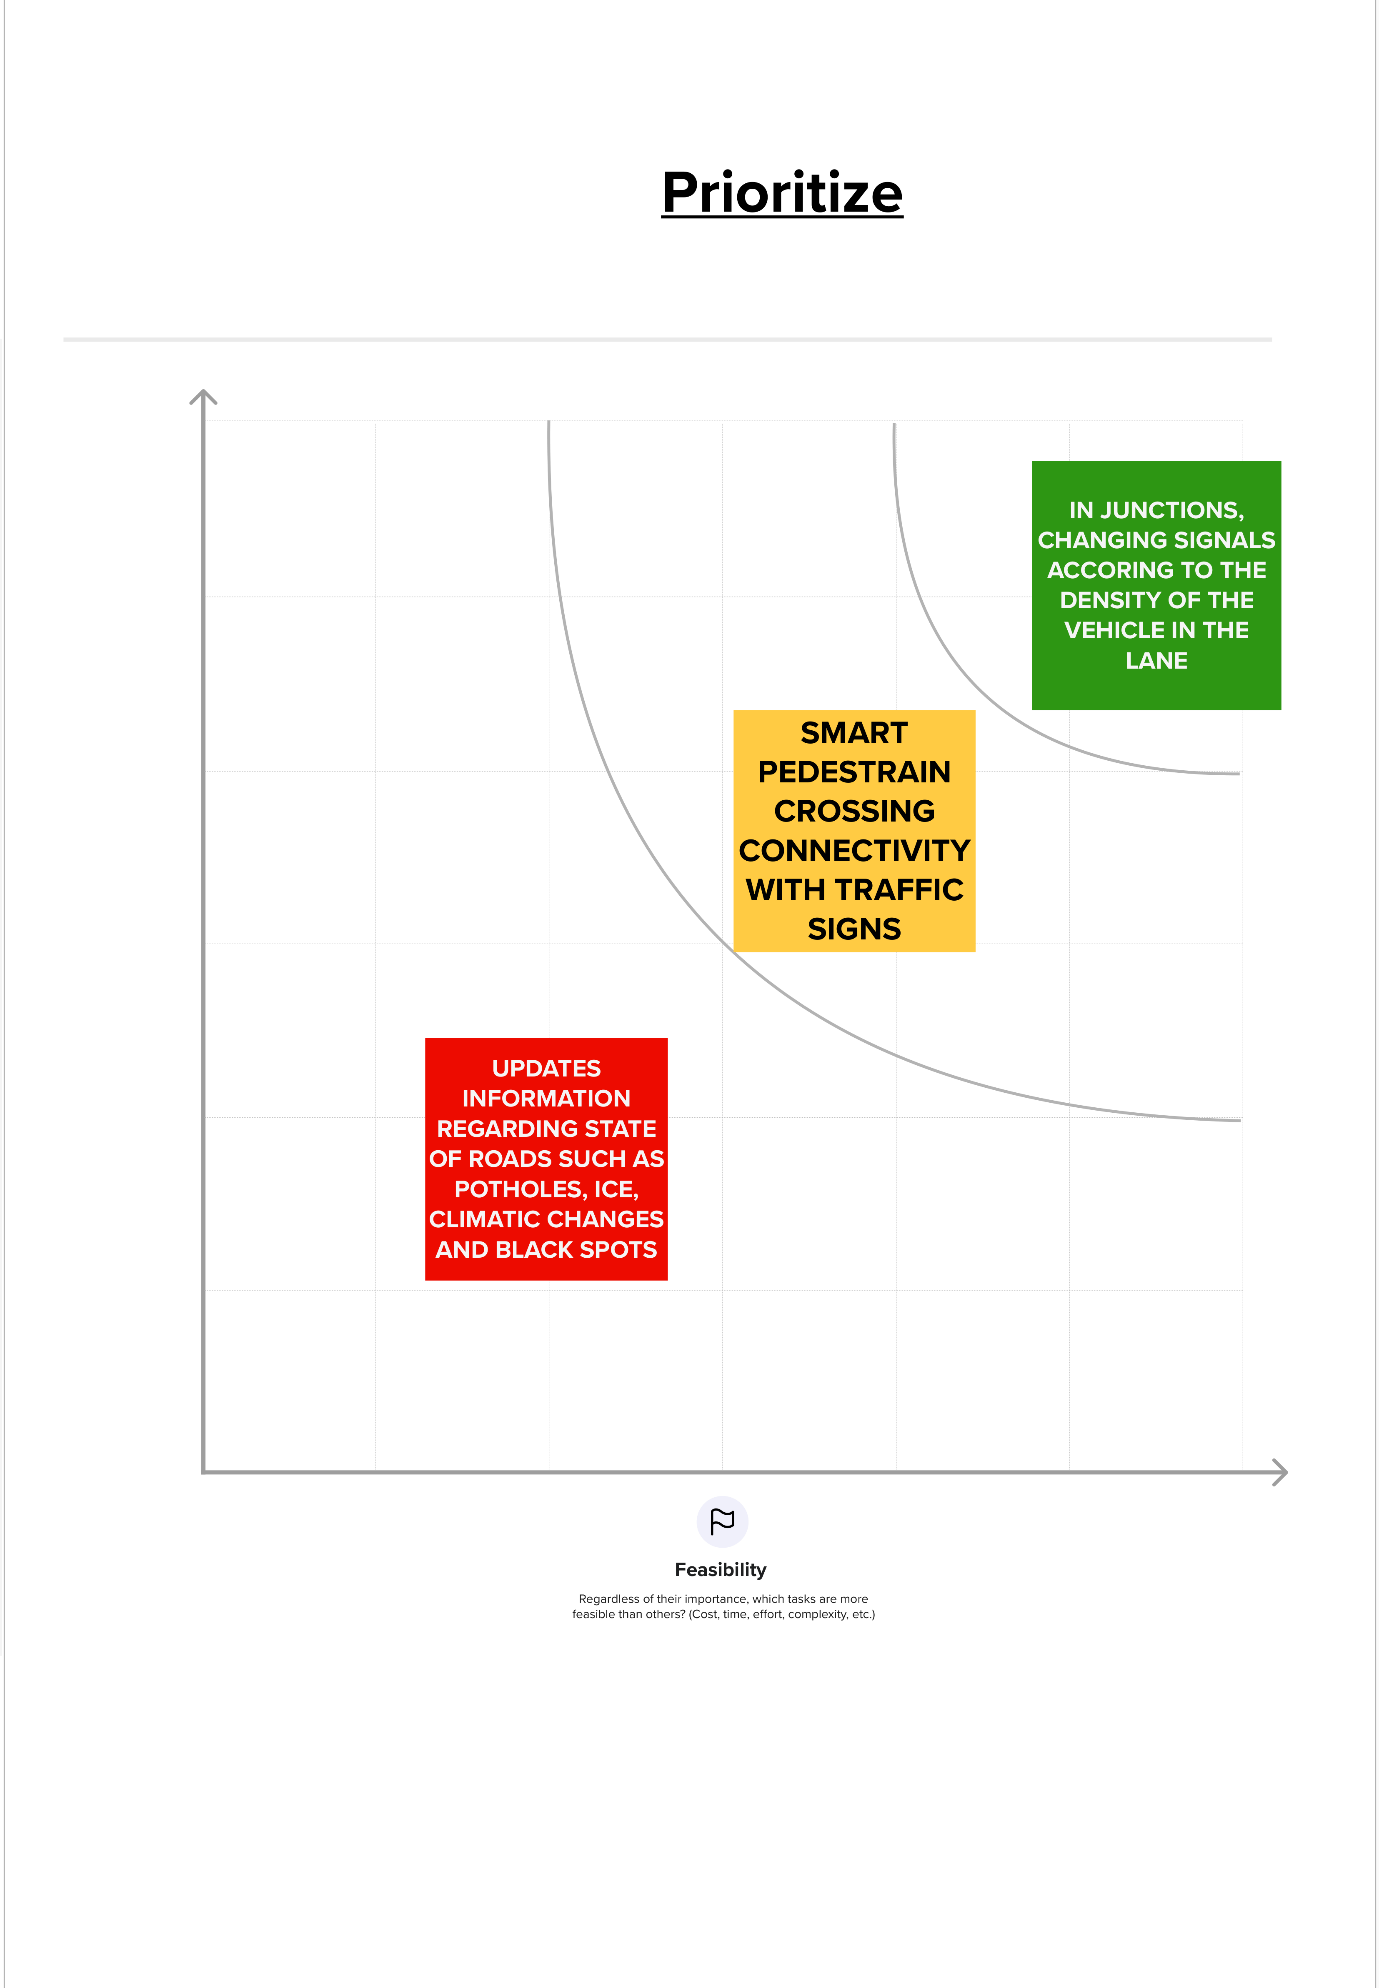 Prioritize
IN JUNCTIONS,
CHANGING SIGNALS
ACCORING TO THE
DENSITY OF THE
VEHICLE IN THE
LANE
SMART
PEDESTRAIN
CROSSING
CONNECTIVITY
WITH TRAFFIC
SIGNS
UPDATES
INFORMATION
REGARDING STATE
OF ROADS SUCH AS
POTHOLES, ICE,
CLIMATIC CHANGES
AND BLACK SPOTS
Feasibility
Regardless of their importance, which tasks are more
feasible than others? (Cost, time, effort, complexity, etc.)